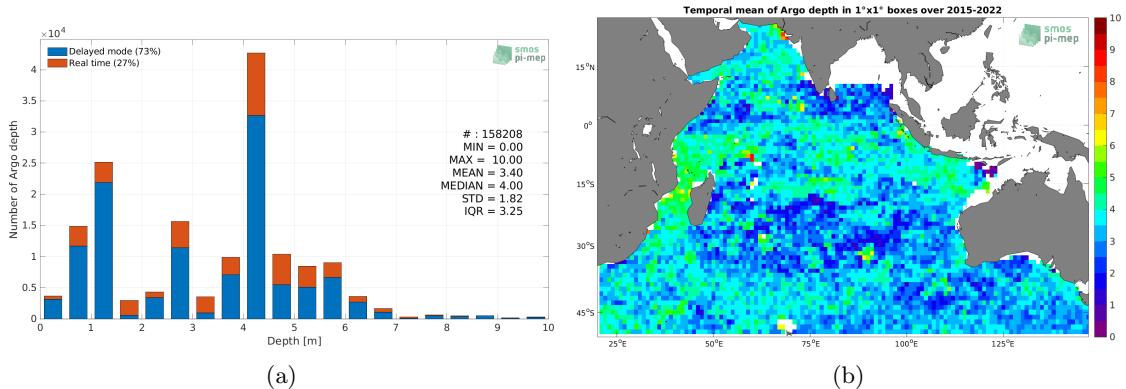 ×10⁴
Delayed mode (73%)
Real time (27%)
smos
pi-mep
Number of Argo depth
4
3.5
3
2.5
2
1.5
1
0.5
0
# : 158208
MIN = 0.00
MAX = 10.00
MEAN = 3.40
MEDIAN = 4.00
STD = 1.82
IQR = 3.25
0 1 2 3 4 5 6 7 8 9 10
Depth [m]
(a)
Temporal mean of Argo depth in 1°x1° boxes over 2015-2022
smos
pi-mep
15°N
0°
15°S
30°S
45°S
25°E 50°E 75°E 100°E 125°E
10
9
8
7
6
5
4
3
2
1
0
(b)